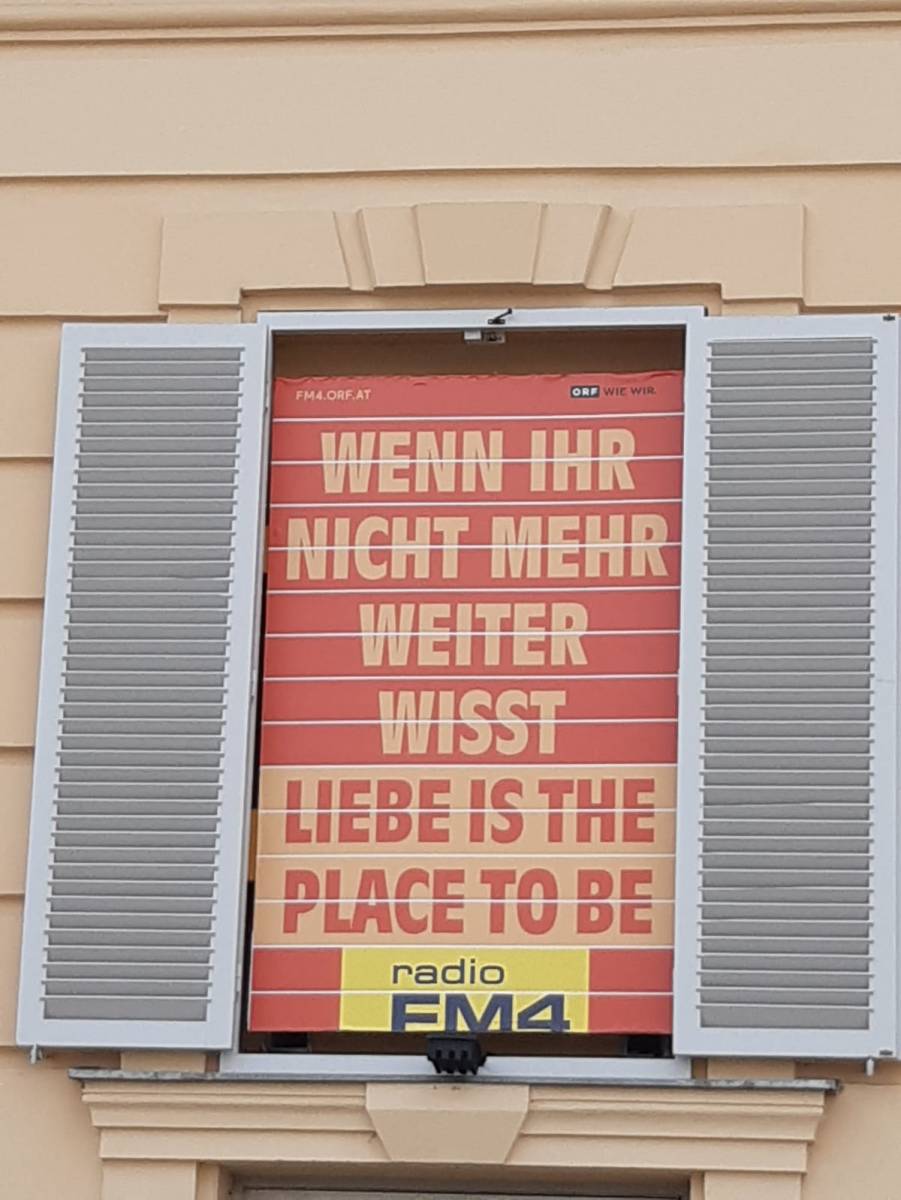 FM4.ORF.AT ORF WIE WIR.
WENN IHR
NICHT MEHR
WEITER
WISST
LIEBE IS THE
PLACE TO BE
radio
FM4